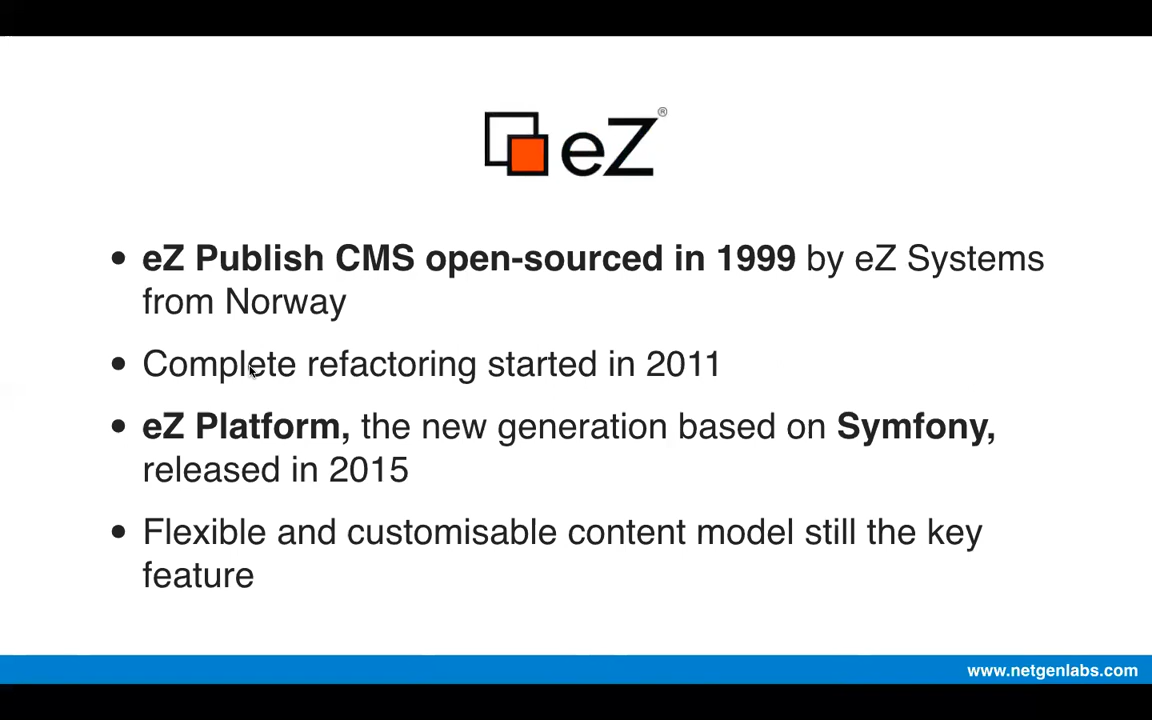 eZ®
• eZ Publish CMS open-sourced in 1999 by eZ Systems
from Norway
• Complete refactoring started in 2011
• eZ Platform, the new generation based on Symfony,
released in 2015
• Flexible and customisable content model still the key
feature
www.netgenlabs.com